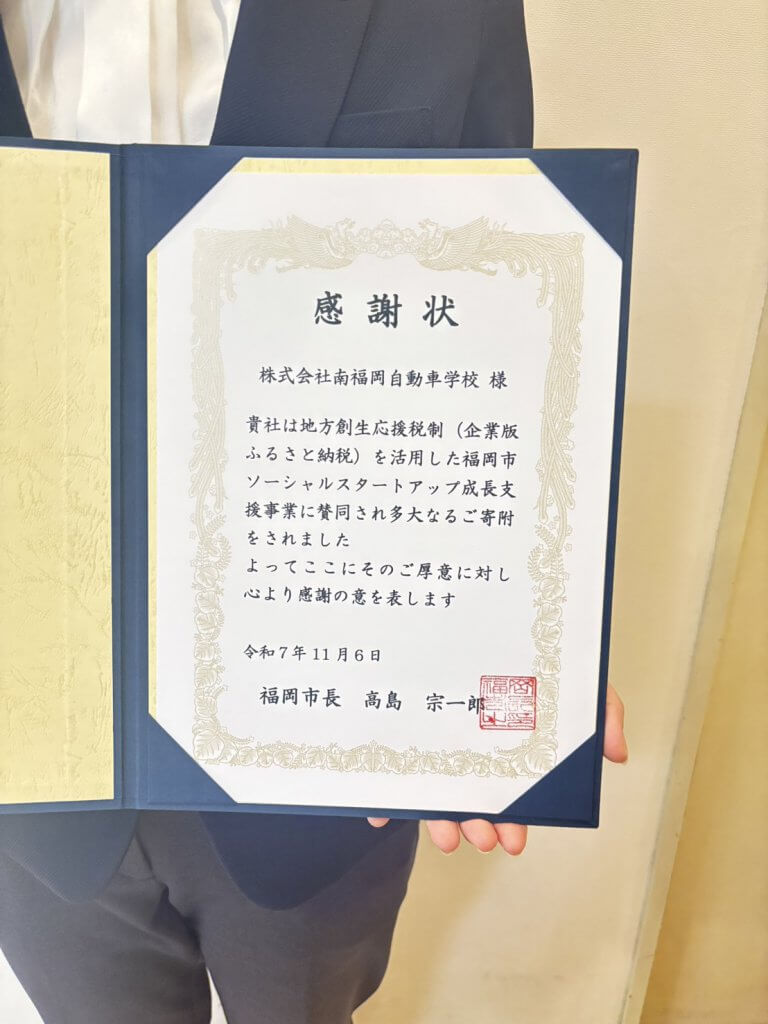 感謝状
株式会社南福岡自動車学校 様
貴社は地方創生応援税制（企業版
ふるさと納税）を活用した福岡市
ソーシャルスタートアップ成長支
援事業に賛同され多大なるご寄附
をされました
よってここにそのご厚意に対し
心より感謝の意を表します
令和7年11月6日
福岡市長 高島 宗一郎